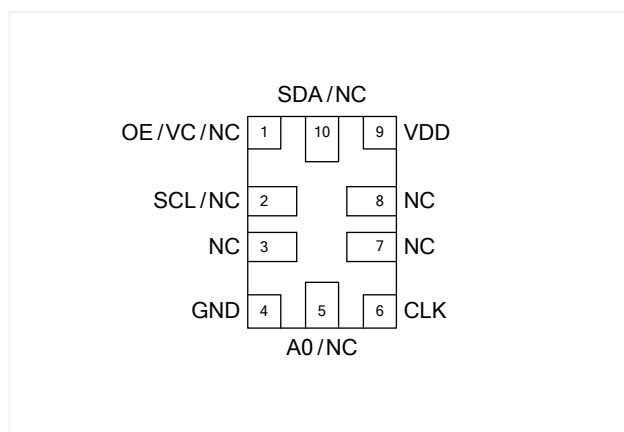 SDA/NC
OE/VC/NC 1 10 9 VDD
SCL/NC 2 8 NC
NC 3 7 NC
GND 4 5 6 CLK
A0/NC